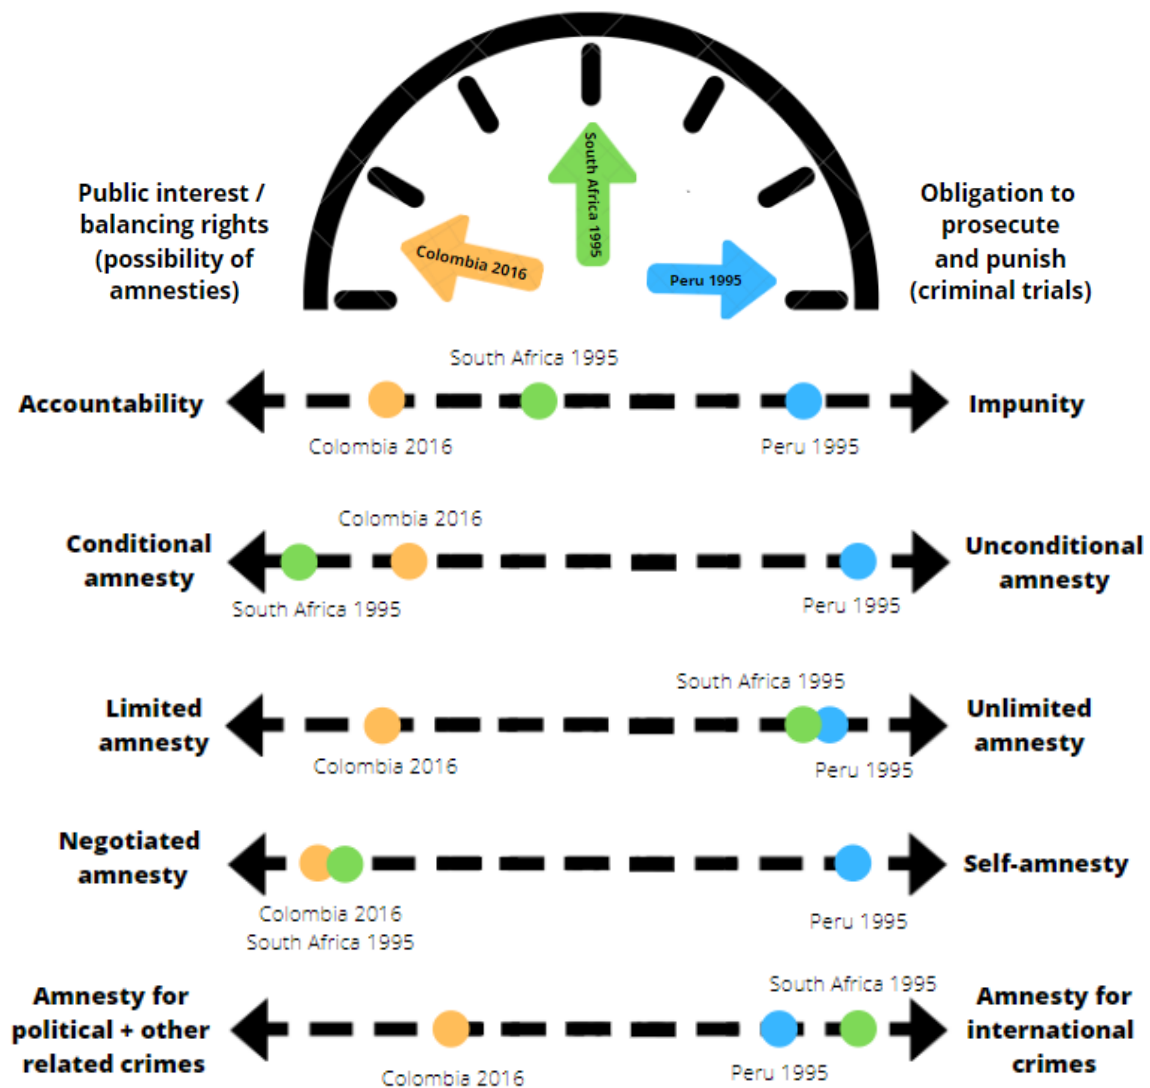 Public interest /
balancing rights
(possibility of
amnesties)
South Africa 1995
Colombia 2016
Peru 1995
Obligation to
prosecute
and punish
(criminal trials)
South Africa 1995
Accountability
Impunity
Colombia 2016
Peru 1995
Colombia 2016
Conditional
amnesty
Unconditional
amnesty
South Africa 1995
Peru 1995
South Africa 1995
Limited
amnesty
Unlimited
amnesty
Colombia 2016
Peru 1995
Negotiated
amnesty
Self-amnesty
Colombia 2016
South Africa 1995
Peru 1995
South Africa 1995
Amnesty for
political + other
related crimes
Amnesty for
international
crimes
Colombia 2016
Peru 1995